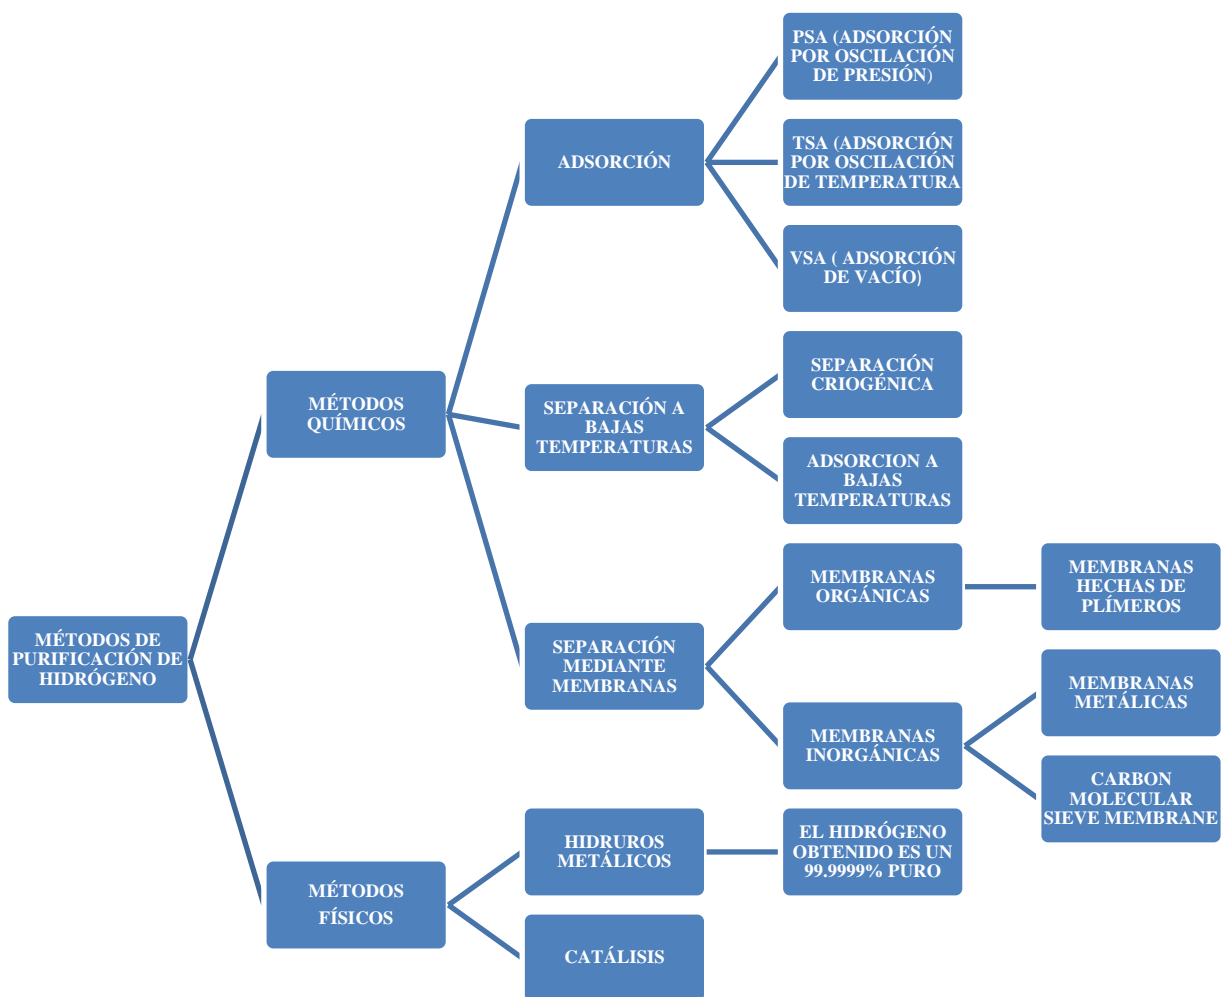 PSA (ADSORCIÓN
POR OSCILACIÓN
DE PRESIÓN)
ADSORCIÓN
TSA (ADSORCIÓN
POR OSCILACIÓN
DE TEMPERATURA
VSA ( ADSORCIÓN
DE VACÍO)
MÉTODOS
QUÍMICOS
SEPARACIÓN A
BAJAS
TEMPERATURAS
SEPARACIÓN
CRIOGÉNICA
ADSORCION A
BAJAS
TEMPERATURAS
MÉTODOS DE
PURIFICACIÓN DE
HIDRÓGENO
SEPARACIÓN
MEDIANTE
MEMBRANAS
MEMBRANAS
ORGÁNICAS
MEMBRANAS
HECHAS DE
PLÍMEROS
MEMBRANAS
INORGÁNICAS
MEMBRANAS
METÁLICAS
CARBON
MOLECULAR
SIEVE MEMBRANE
MÉTODOS
FÍSICOS
HIDRUROS
METÁLICOS
EL HIDRÓGENO
OBTENIDO ES UN
99.9999% PURO
CATÁLISIS